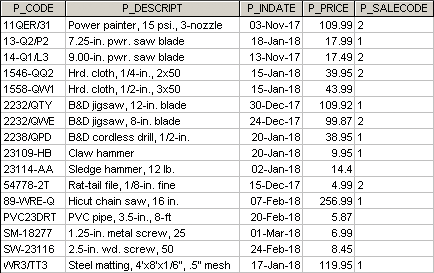 P_CODE P_DESCRIPT P_INDATE P_PRICE P_SALECODE
11QER/31 Power painter, 15 psi., 3-nozzle 03-Nov-17 109.99 2
13-Q2/P2 7.25-in. pwr. saw blade 18-Jan-18 17.99 1
14-Q1/L3 9.00-in. pwr. saw blade 13-Nov-18 17.49 2
1546-QQ2 Hrd. cloth, 1/4-in., 2x50 15-Jan-18 39.95 2
1558-QW1 Hrd. cloth, 1/2-in., 3x50 15-Jan-18 43.99
2232/QTY B&D jigsaw, 12-in. blade 30-Dec-17 109.92 1
2232/QWE B&D jigsaw, 8-in. blade 24-Dec-17 99.87 2
2238/QPD B&D cordless drill, 1/2-in. 20-Jan-18 38.95 1
23109-HB Claw hammer 20-Jan-18 9.95 1
23114-AA Sledge hammer, 12 lb. 02-Jan-18 14.4
54778-2T Rat-tail file, 1/8-in. fine 15-Dec-17 4.99 2
89-WRE-Q Hicut chain saw, 16 in. 07-Feb-18 256.99 1
PVC23DRT PVC pipe, 3.5-in., 8-ft 20-Feb-18 5.87
SM-18277 1.25-in. metal screw, 25 01-Mar-18 6.99
SW-23116 2.5-in. wd. screw, 50 24-Feb-18 8.45
WR3/TT3 Steel matting, 4'x8'x1/6", .5" mesh 17-Jan-18 119.95 1